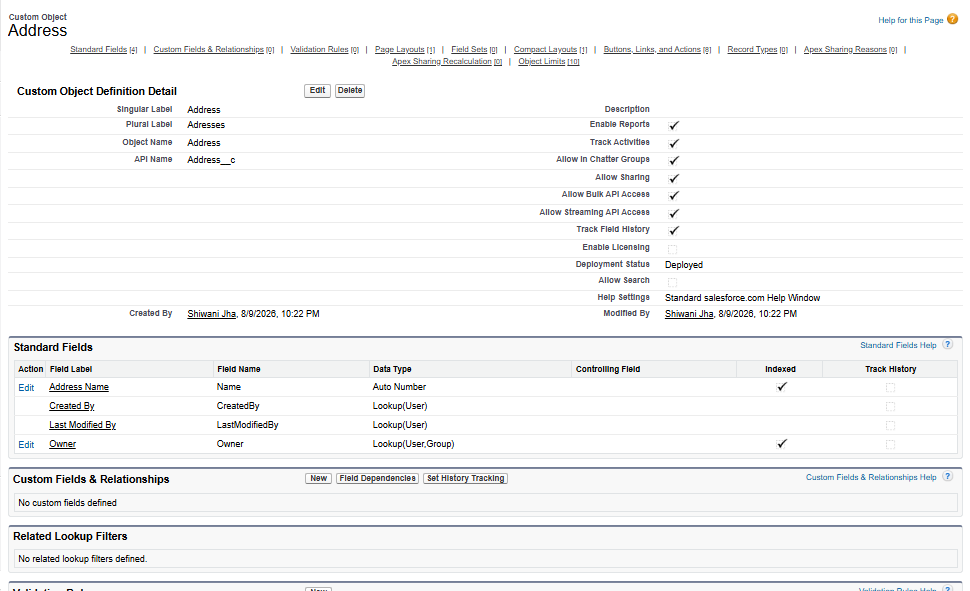 Custom Object
Address
Help for this Page ?
Standard Fields [4] | Custom Fields & Relationships [0] | Validation Rules [0] | Page Layouts [1] | Field Sets [0] | Compact Layouts [1] | Buttons, Links, and Actions [8] | Record Types [0] | Apex Sharing Reasons [0] |
Apex Sharing Recalculation [0] | Object Limits [10]
Custom Object Definition Detail Edit Delete
Singular Label Address Description
Plural Label Adresses Enable Reports
Object Name Address Track Activities
API Name Address__c Allow in Chatter Groups
Allow Sharing
Allow Bulk API Access
Allow Streaming API Access
Track Field History
Enable Licensing
Deployment Status Deployed
Allow Search
Help Settings Standard salesforce.com Help Window
Created By Shiwani Jha, 8/9/2026, 10:22 PM Modified By Shiwani Jha, 8/9/2026, 10:22 PM
Standard Fields Standard Fields Help ?
Action Field Label Field Name Data Type Controlling Field Indexed Track History
Edit Address Name Name Auto Number
Created By CreatedBy Lookup(User)
Last Modified By LastModifiedBy Lookup(User)
Edit Owner Owner Lookup(User,Group)
Custom Fields & Relationships New Field Dependencies Set History Tracking Custom Fields & Relationships Help ?
No custom fields defined
Related Lookup Filters
No related lookup filters defined.